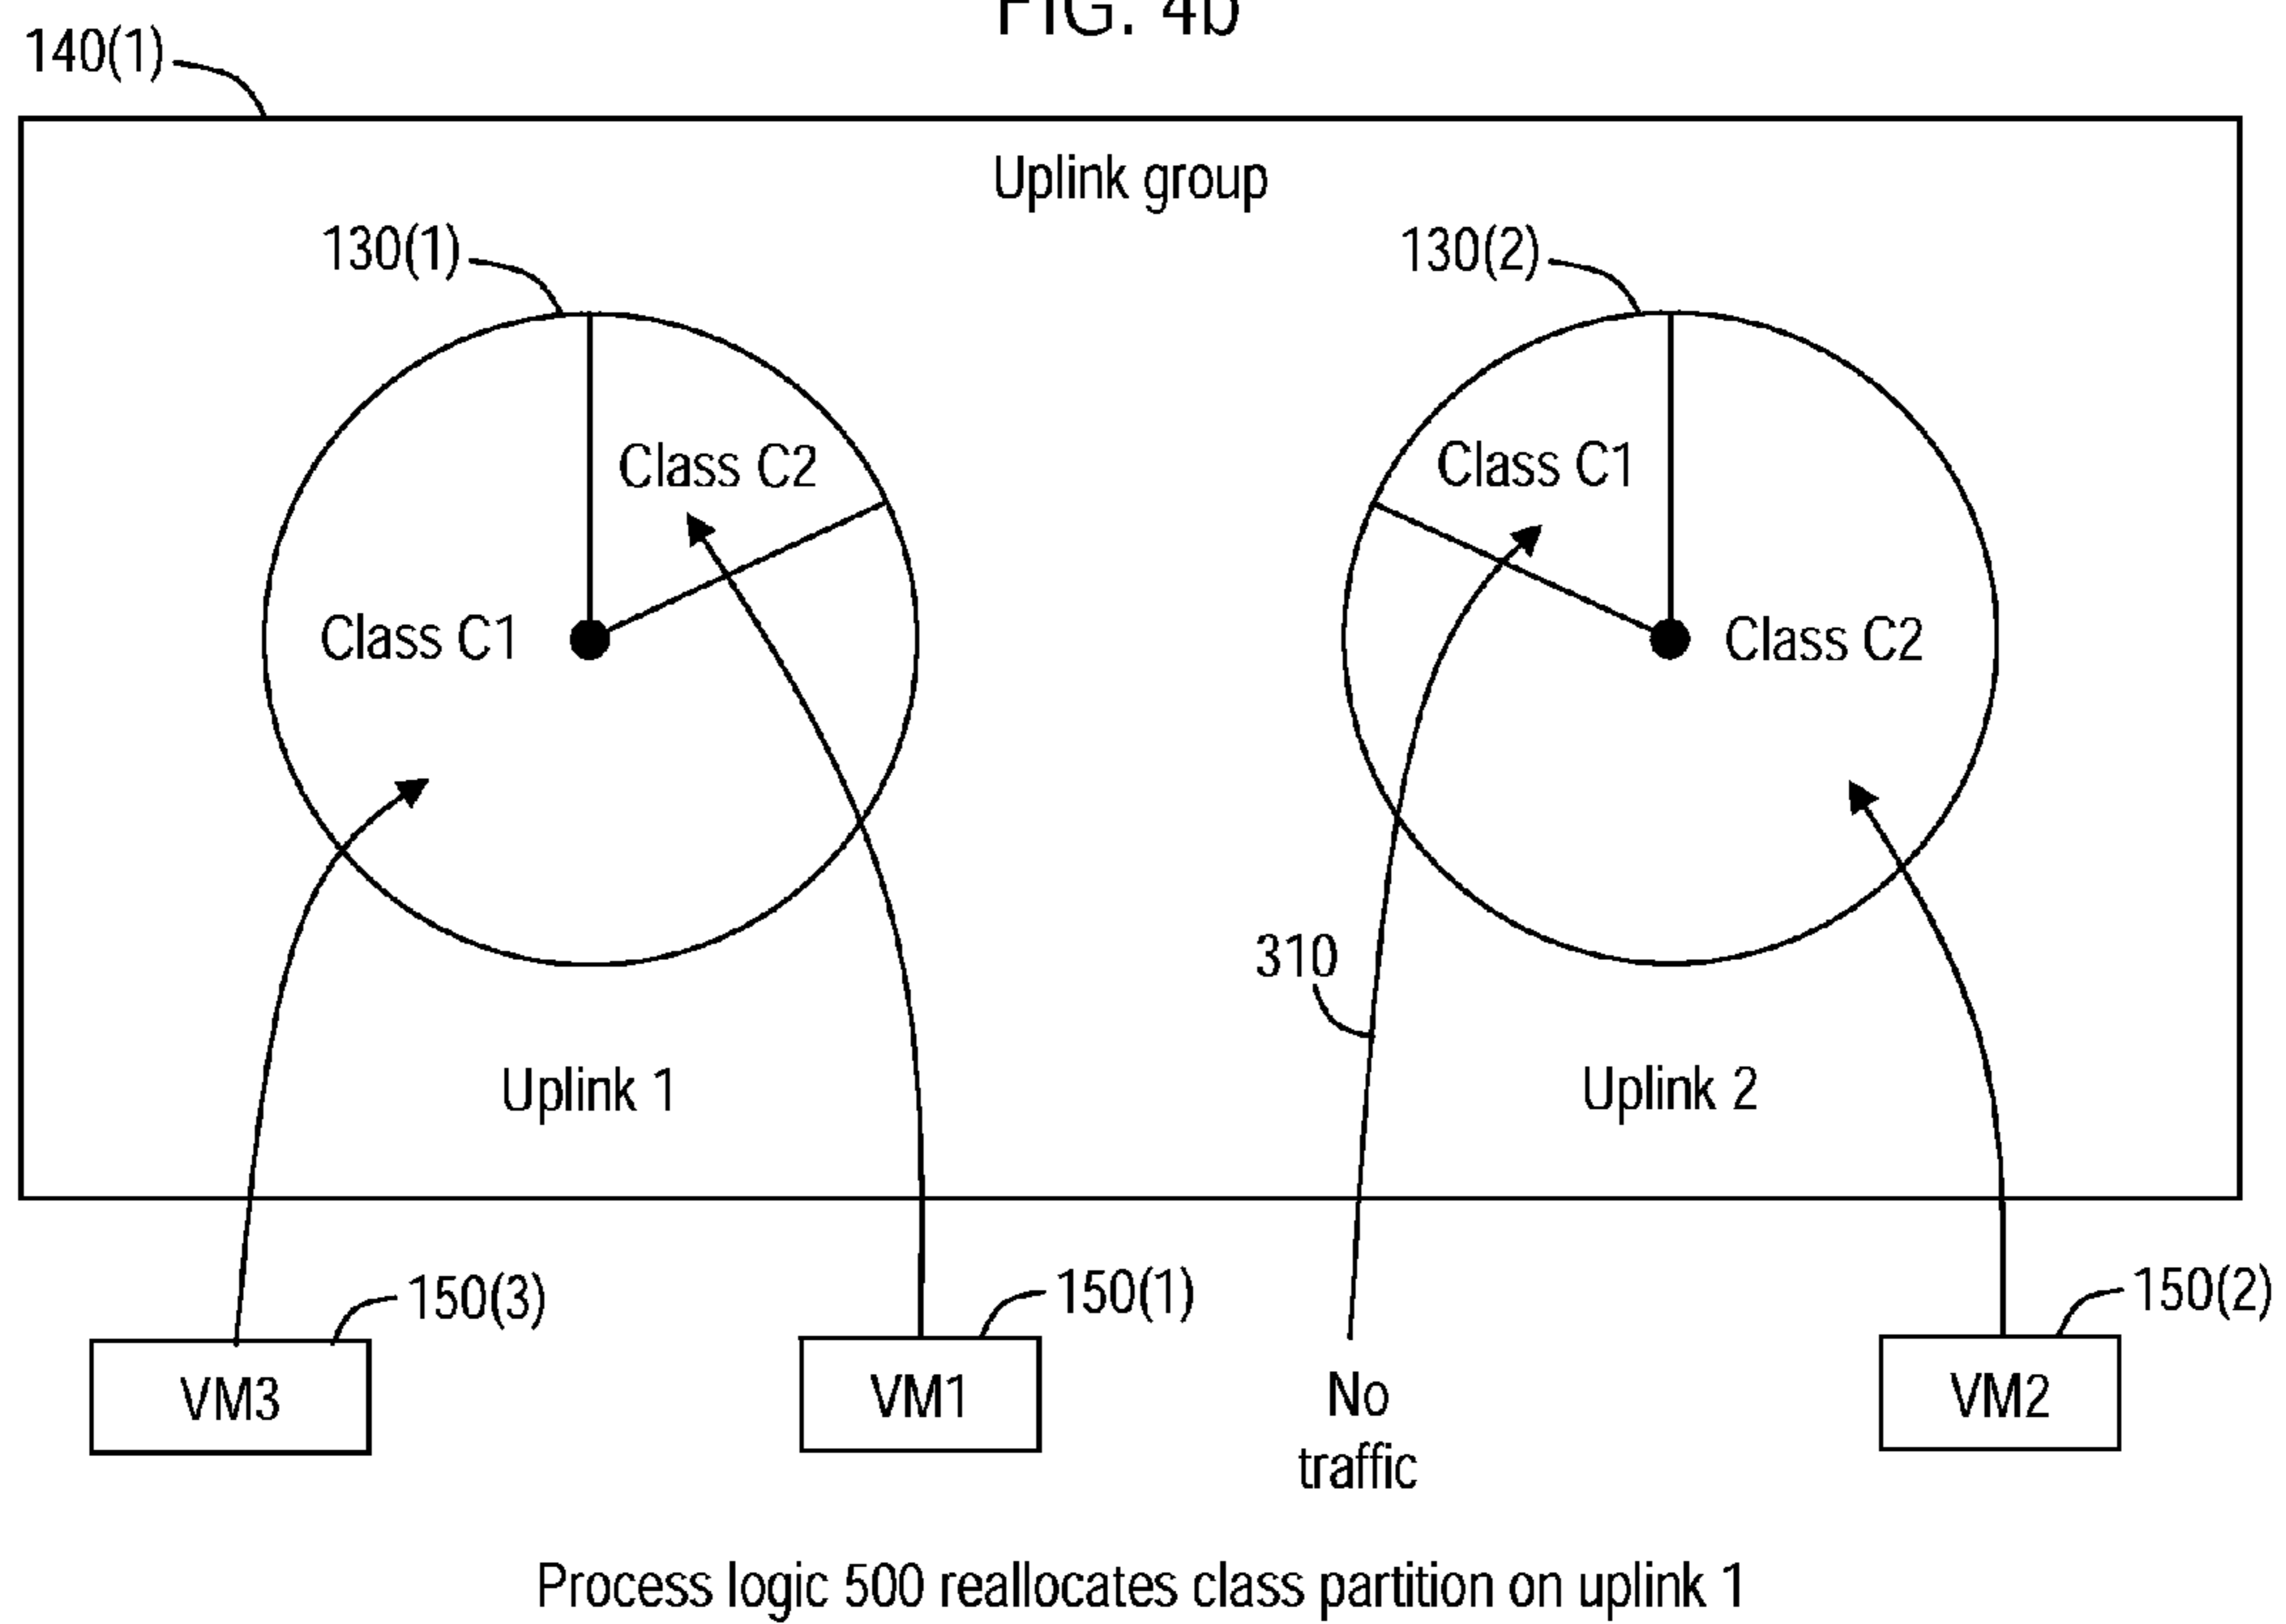 FIG. 4b
140(1)
Uplink group
130(1)
130(2)
Class C2
Class C1
Class C1
Class C2
310
Uplink 1
Uplink 2
150(3)
150(1)
150(2)
VM3
VM1
No
traffic
VM2
Process logic 500 reallocates class partition on uplink 1